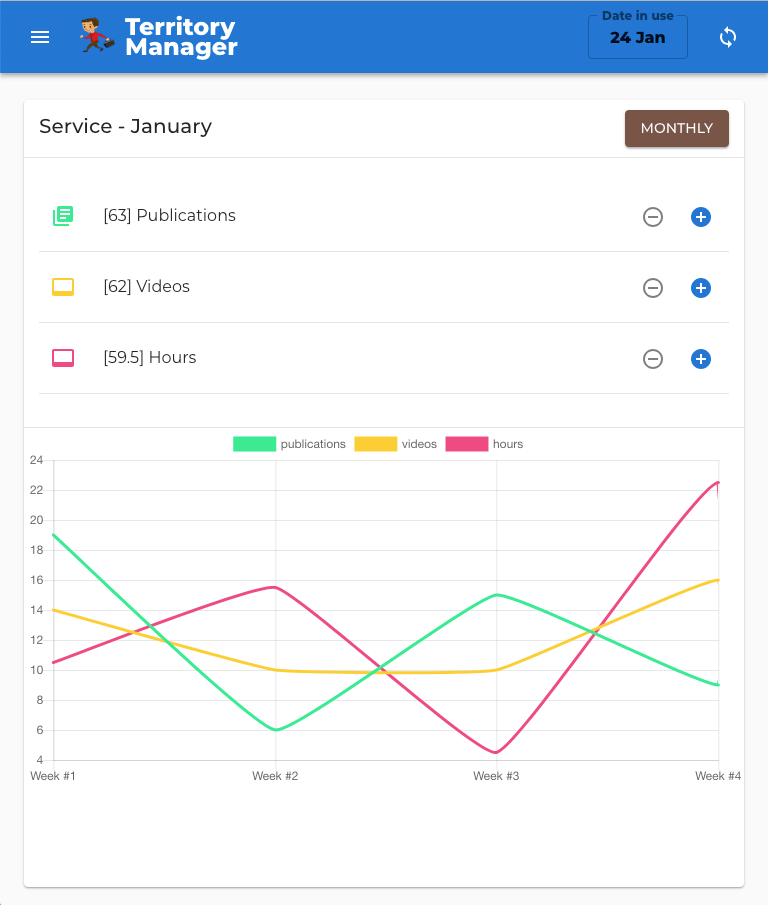 Territory
Manager
Date in use
24 Jan
Service - January
MONTHLY
[63] Publications
[62] Videos
[59.5] Hours
publications videos hours
24
22
20
18
16
14
12
10
8
6
4
Week #1 Week #2 Week #3 Week #4